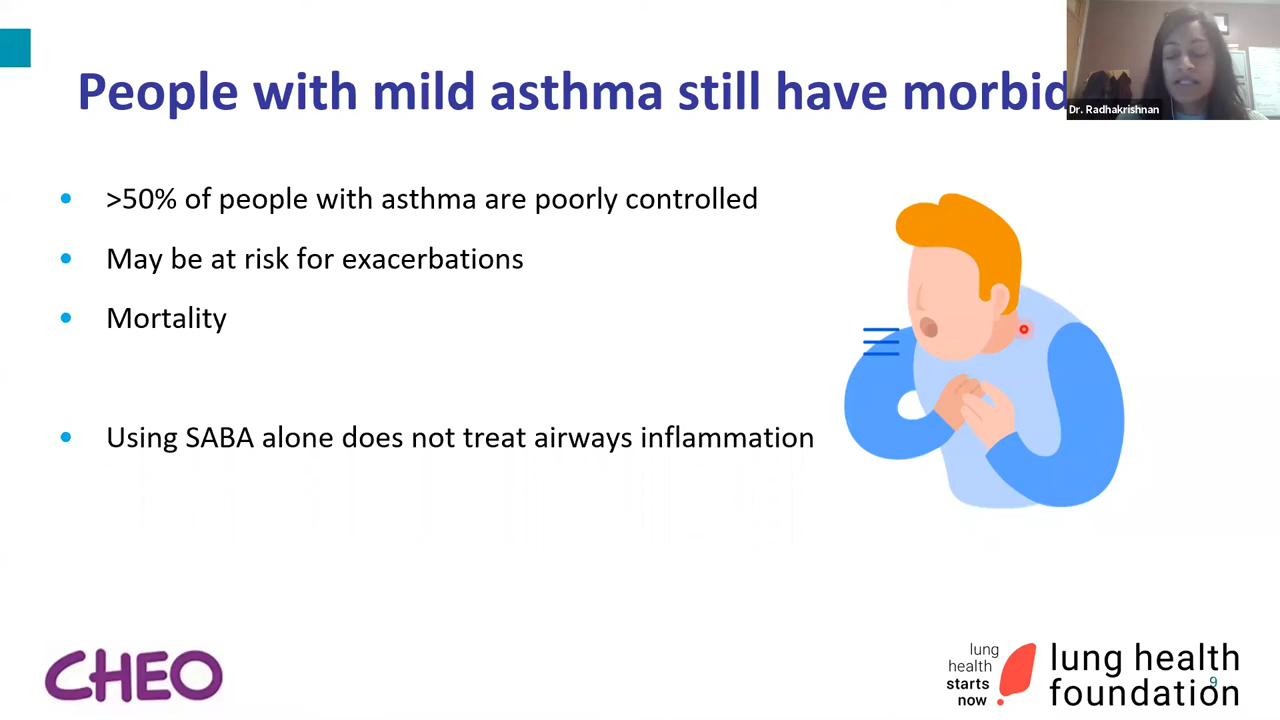 People with mild asthma still have morbid
Dr. Radhakrishnan
>50% of people with asthma are poorly controlled
May be at risk for exacerbations
Mortality
Using SABA alone does not treat airways inflammation
CHEO
lung
health
starts
now
lung health
foundation
9